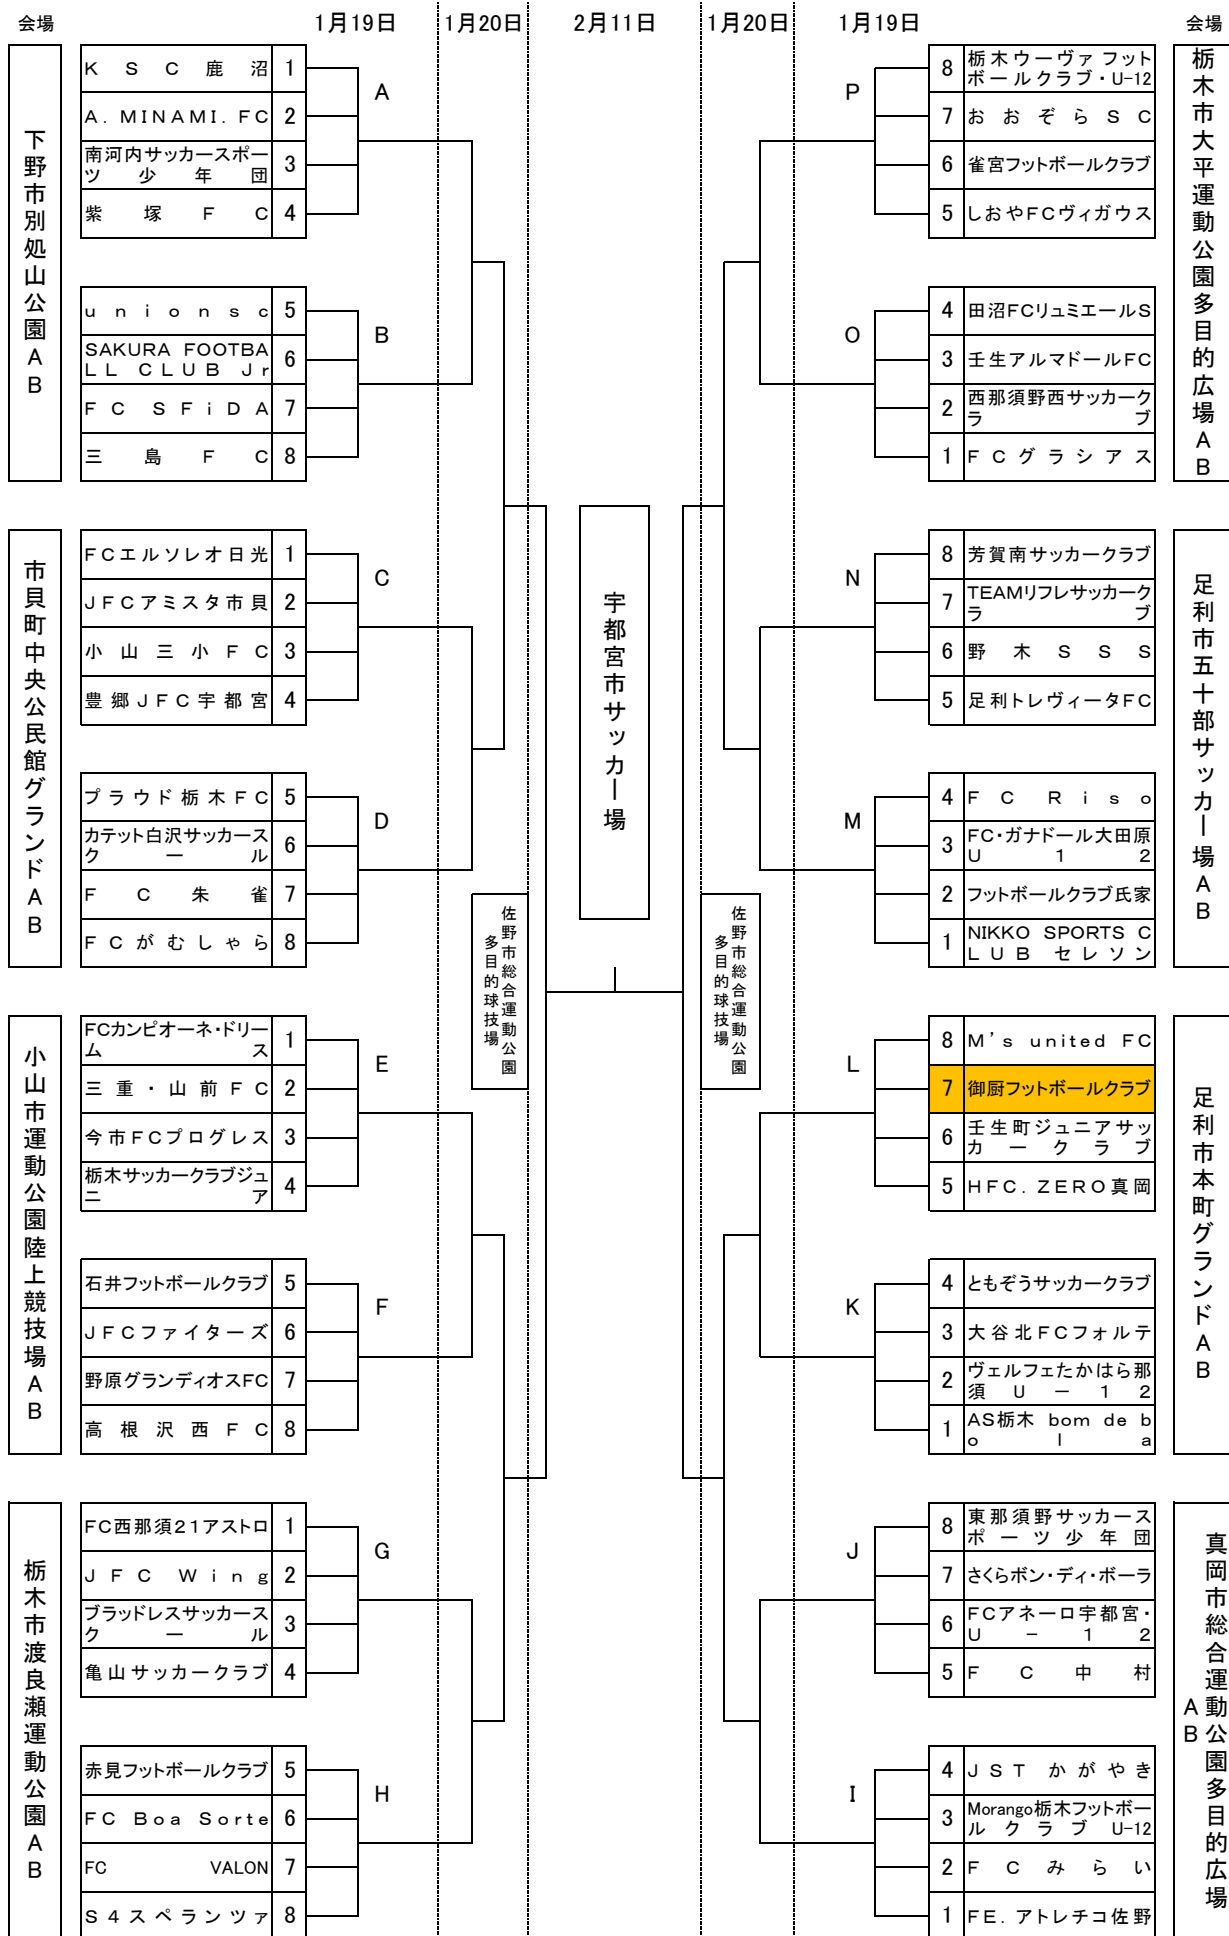 会場 1月19日 1月20日 2月11日 1月20日 1月19日 会場
下野市別処山公園AB
KSC鹿沼 1
A. MINAMI. FC 2
南河内サッカースポー
ツ少年団 3
紫塚FC 4
A
unionsc 5
SAKURA FOOTBA
LL CLUB Jr 6
FC SFiDA 7
三島FC 8
B
市貝町中央公民館グランドAB
FCエルソレオ日光 1
JFCアミスタ市貝 2
小山三小FC 3
豊郷JFC宇都宮 4
C
プラウド栃木FC 5
カテット白沢サッカース
クール 6
FC朱雀 7
FCがむしゃら 8
D
小山市運動公園陸上競技場AB
FCカンピオーネ・ドリー
ムス 1
三重・山前FC 2
今市FCプログレス 3
栃木サッカークラブジュ
ニア 4
E
石井フットボールクラブ 5
JFCファイターズ 6
野原グランディオスFC 7
高根沢西FC 8
F
栃木市渡良瀬運動公園AB
FC西那須21アストロ 1
JFC Wing 2
ブラッドレスサッカース
クール 3
亀山サッカークラブ 4
G
赤見フットボールクラブ 5
FC Boa Sorte 6
FC VALON 7
S4スペランツァ 8
H
佐野市総合運動公園
多目的球技場
宇都宮市サッカー場
佐野市総合運動公園
多目的球技場
P
8 栃木ウーヴァフット
ボールクラブ・U-12
7 おおぞらSC
6 雀宮フットボールクラブ
5 しおやFCヴィガウス
O
4 田沼FCリュミエールS
3 壬生アルマドールFC
2 西那須野西サッカーク
ラブ
1 FCグラシアス
栃木市大平運動公園多目的広場AB
N
8 芳賀南サッカークラブ
7 TEAMリフレサッカーク
ラブ
6 野木SSS
5 足利トレヴィータFC
M
4 FC Riso
3 FC・ガナドール大田原
U12
2 フットボールクラブ氏家
1 NIKKO SPORTS C
LUB セレソン
足利市五十部サッカー場AB
L
8 M's united FC
7 御厨フットボールクラブ
6 壬生町ジュニアサッ
カークラブ
5 HFC. ZERO真岡
K
4 ともぞうサッカークラブ
3 大谷北FCフォルテ
2 ヴェルフェたかはら那
須U-12
1 AS栃木 bom de b
ola
足利市本町グランドAB
J
8 東那須野サッカース
ポーツ少年団
7 さくらボン・ディ・ボーラ
6 FCアネーロ宇都宮・
U-12
5 FC中村
I
4 JSTかがやき
3 Morango栃木フットボー
ルクラブU-12
2 FCみらい
1 FE. アトレチコ佐野
真岡市総合運動公園多目的広場
AB